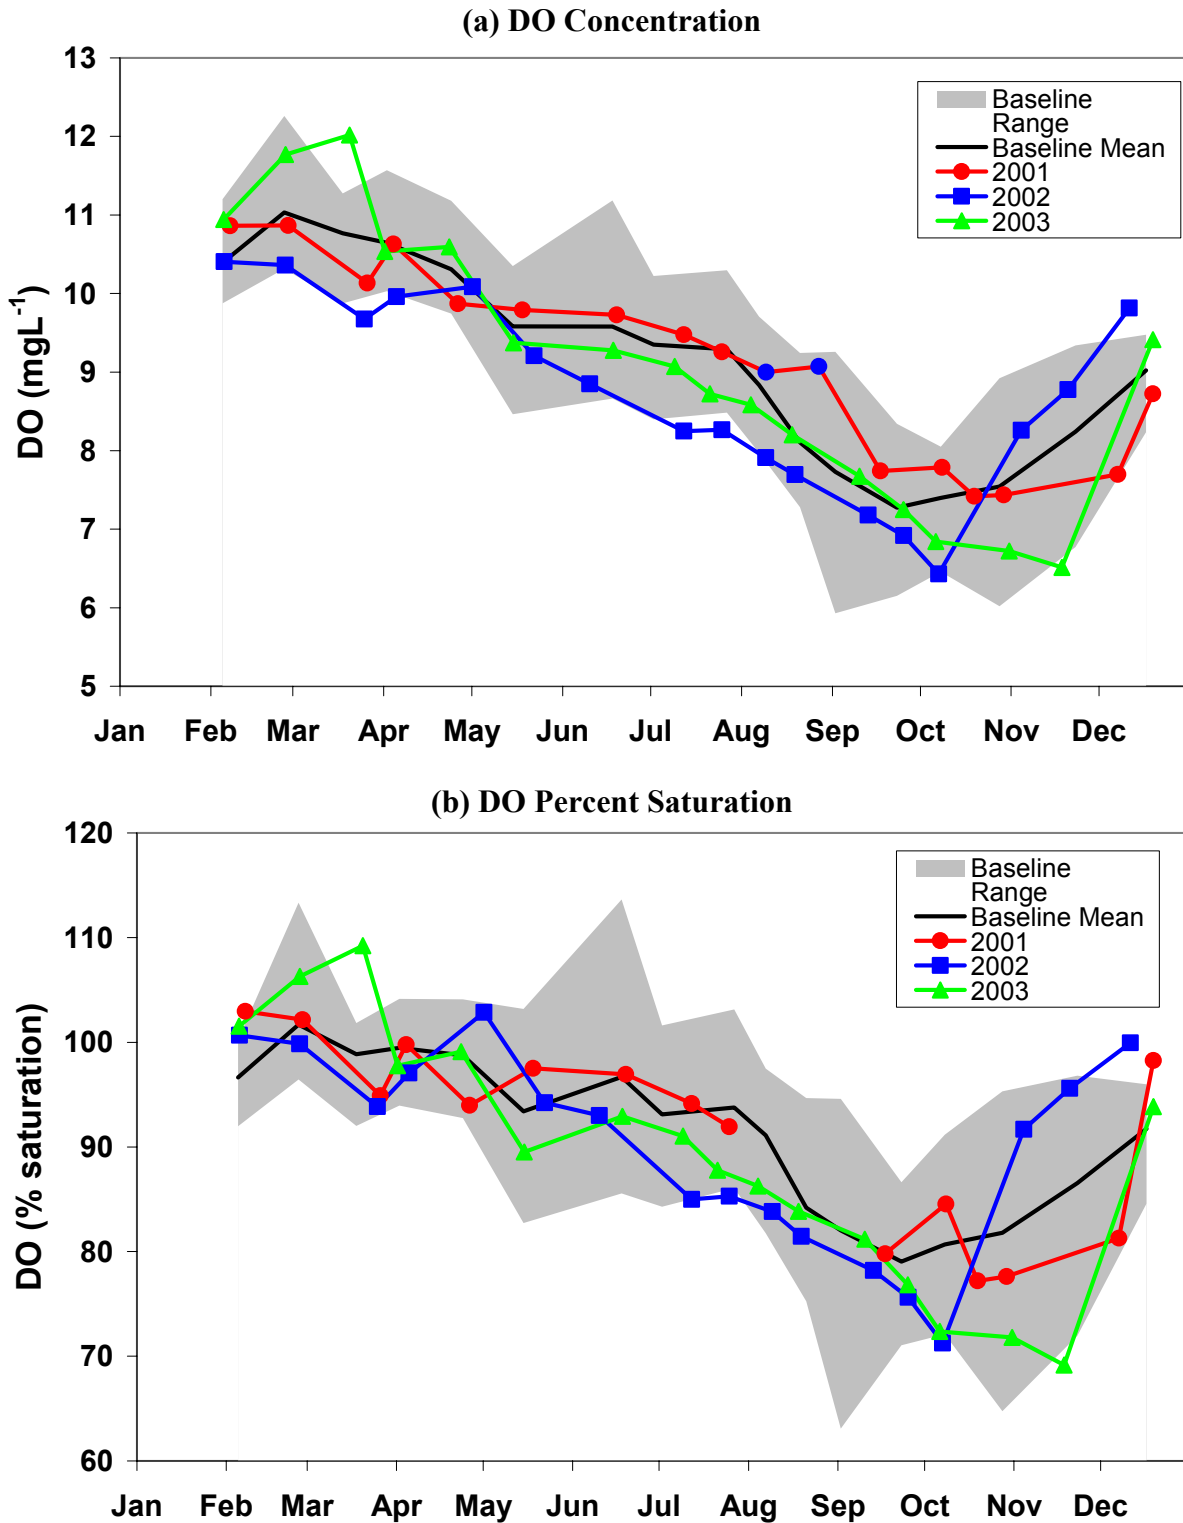 (a) DO Concentration
13
12
11
10
9
8
7
6
5
DO (mgL⁻¹)
Baseline
Range
Baseline Mean
2001
2002
2003
Jan Feb Mar Apr May Jun Jul Aug Sep Oct Nov Dec
(b) DO Percent Saturation
120
110
100
90
80
70
60
DO (% saturation)
Baseline
Range
Baseline Mean
2001
2002
2003
Jan Feb Mar Apr May Jun Jul Aug Sep Oct Nov Dec